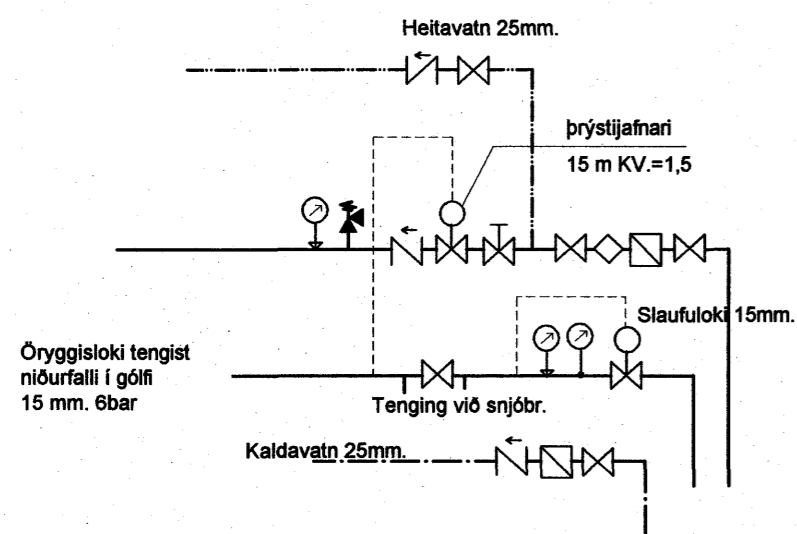 Heitavatn 25mm.
þrýstijafnari
15 m KV.=1,5
Slaufuloki 15mm.
Öryggisloki tengist
niðurfalli í gólfi
15 mm. 6bar
Tenging við snjóbr.
Kaldavatn 25mm.